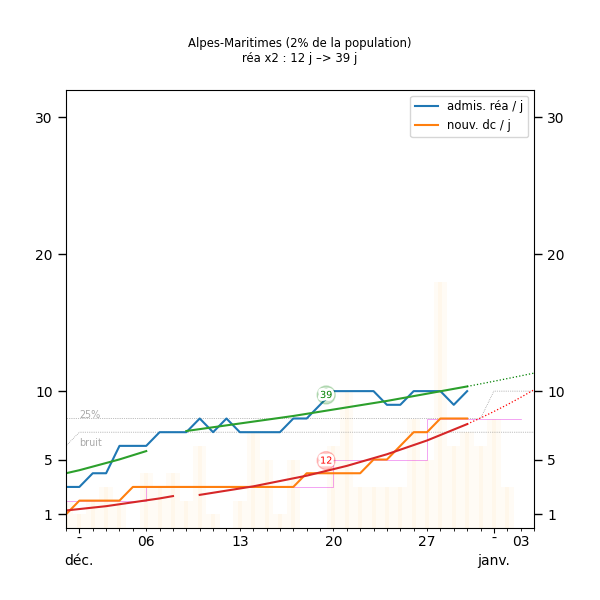 Alpes-Maritimes (2% de la population)
réa x2 : 12 j –> 39 j
admis. réa / j
nouv. dc / j
30
30
20
20
10
10
5
5
1
1
25%
bruit
39
12
-
06
13
20
27
-
03
déc.
janv.